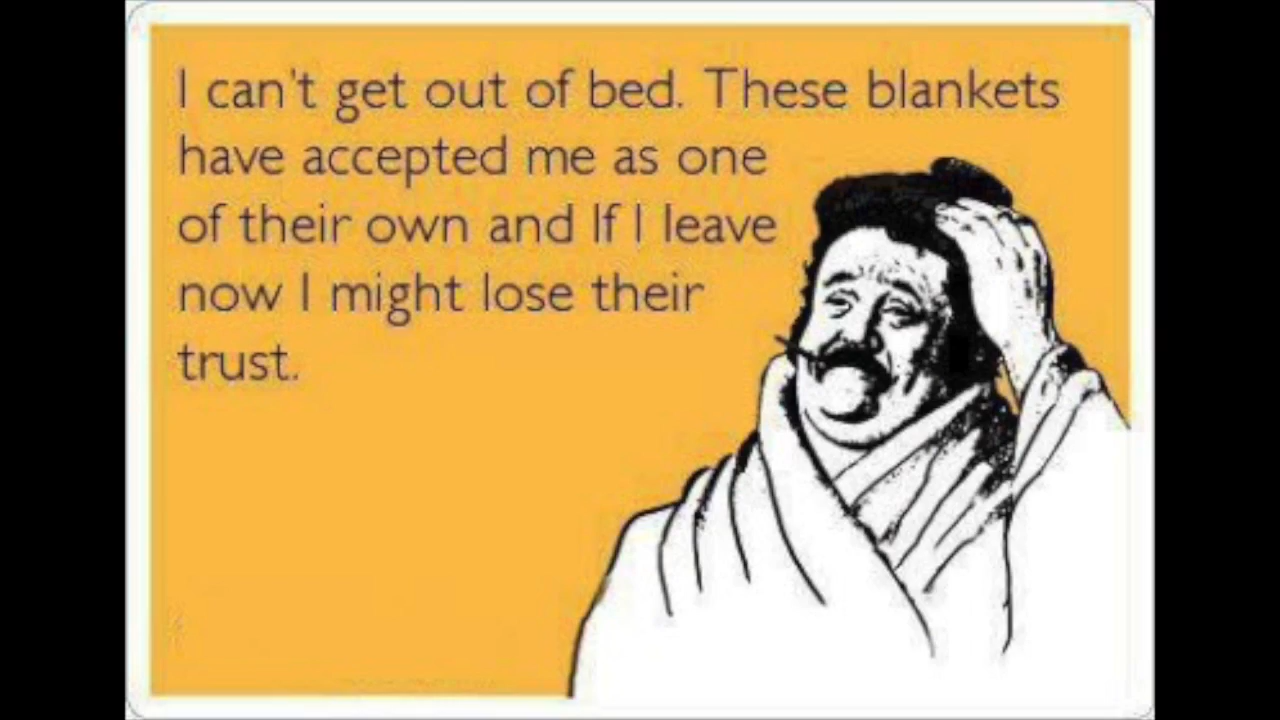 I can't get out of bed. These blankets
have accepted me as one
of their own and If I leave
now I might lose their
trust.